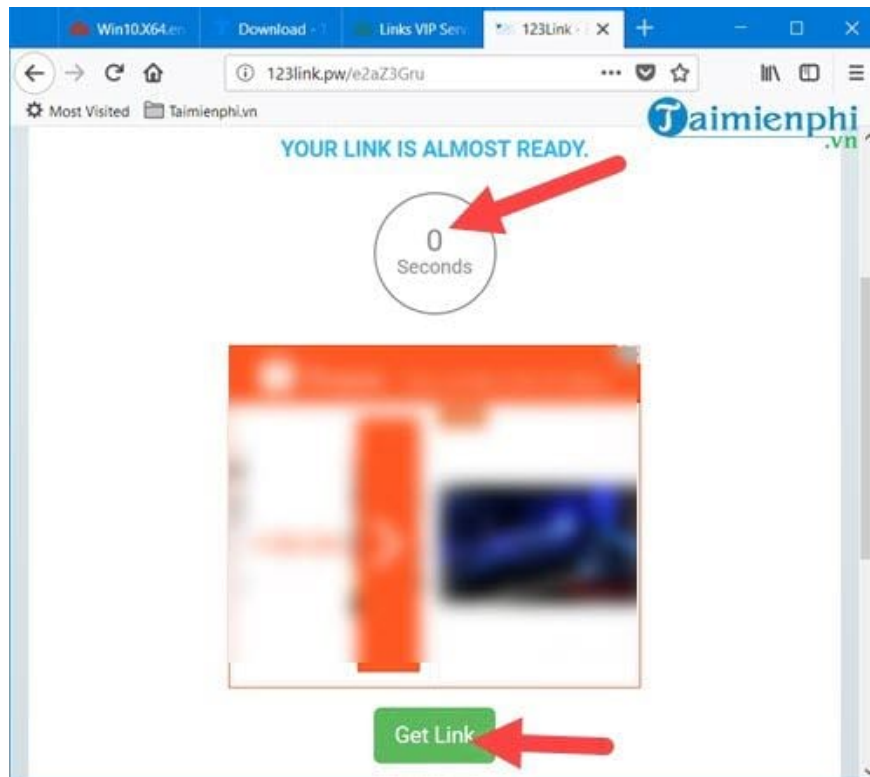 Win10.X64.en
Download - T
Links VIP Serv
123Link -
123link.pw/e2aZ3Gru
Most Visited
Taimienphi.vn
Taimienphi
.vn
YOUR LINK IS ALMOST READY.
0
Seconds
Get Link